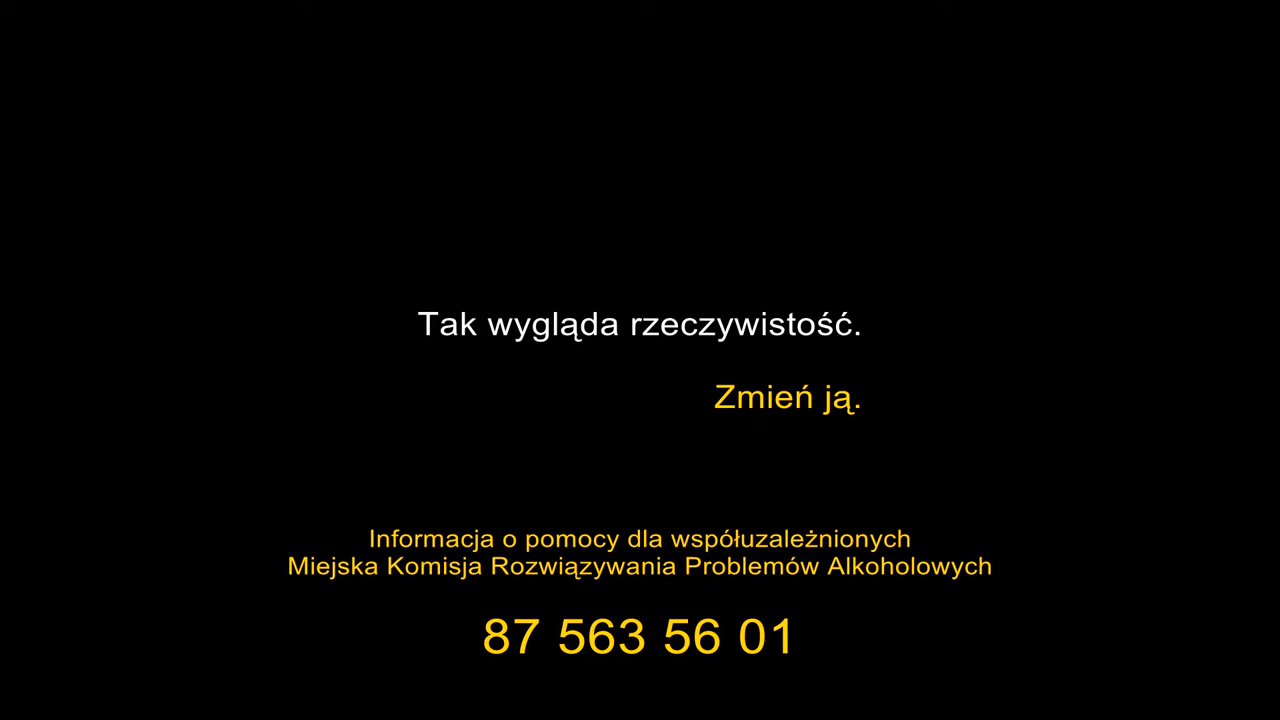 Tak wygląda rzeczywistość.
Zmień ją.
Informacja o pomocy dla współuzależnionych
Miejska Komisja Rozwiązywania Problemów Alkoholowych
87 563 56 01